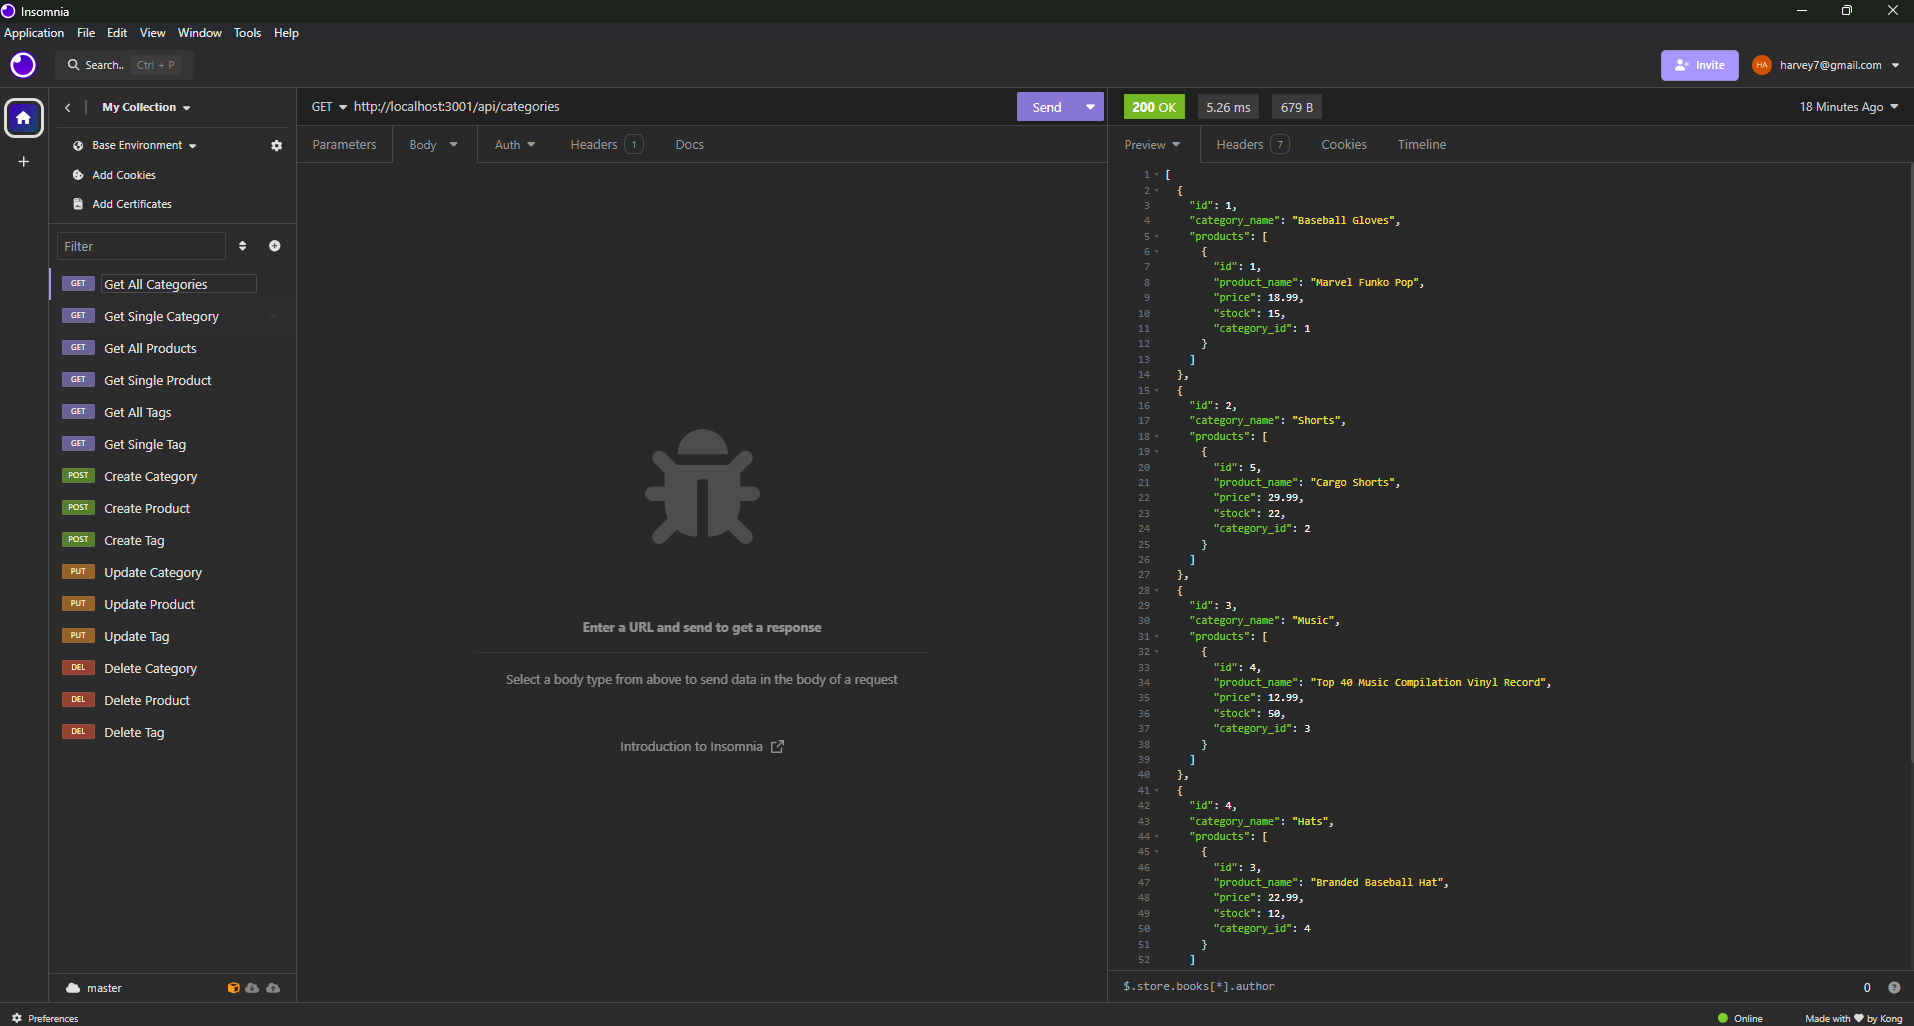 Insomnia
Application File Edit View Window Tools Help
Search.. Ctrl + P
Invite
HA harvey7@gmail.com
My Collection
Base Environment
Add Cookies
Add Certificates
Filter
GET Get All Categories
GET Get Single Category
GET Get All Products
GET Get Single Product
GET Get All Tags
GET Get Single Tag
POST Create Category
POST Create Product
POST Create Tag
PUT Update Category
PUT Update Product
PUT Update Tag
DEL Delete Category
DEL Delete Product
DEL Delete Tag
master
GET http://localhost:3001/api/categories
Send
Parameters Body Auth Headers 1 Docs
Enter a URL and send to get a response
Select a body type from above to send data in the body of a request
Introduction to Insomnia
200 OK 5.26 ms 679 B 18 Minutes Ago
Preview Headers 7 Cookies Timeline
1 [
2 {
3 "id": 1,
4 "category_name": "Baseball Gloves",
5 "products": [
6 {
7 "id": 1,
8 "product_name": "Marvel Funko Pop",
9 "price": 18.99,
10 "stock": 15,
11 "category_id": 1
12 }
13 ]
14 },
15 {
16 "id": 2,
17 "category_name": "Shorts",
18 "products": [
19 {
20 "id": 5,
21 "product_name": "Cargo Shorts",
22 "price": 29.99,
23 "stock": 22,
24 "category_id": 2
25 }
26 ]
27 },
28 {
29 "id": 3,
30 "category_name": "Music",
31 "products": [
32 {
33 "id": 4,
34 "product_name": "Top 40 Music Compilation Vinyl Record",
35 "price": 12.99,
36 "stock": 50,
37 "category_id": 3
38 }
39 ]
40 },
41 {
42 "id": 4,
43 "category_name": "Hats",
44 "products": [
45 {
46 "id": 3,
47 "product_name": "Branded Baseball Hat",
48 "price": 22.99,
49 "stock": 12,
50 "category_id": 4
51 }
52 ]
$.store.books[*].author 0 ?
Preferences
Online
Made with ♥ by Kong